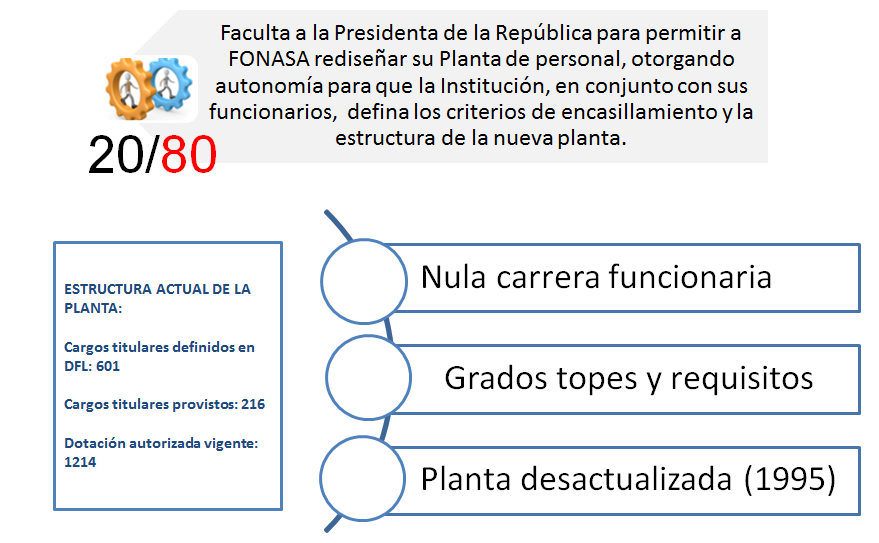 Faculta a la Presidenta de la República para permitir a
FONASA rediseñar su Planta de personal, otorgando
autonomía para que la Institución, en conjunto con sus
funcionarios, defina los criterios de encasillamiento y la
estructura de la nueva planta.
20/80
ESTRUCTURA ACTUAL DE LA
PLANTA:
Cargos titulares definidos en
DFL: 601
Cargos titulares provistos: 216
Dotación autorizada vigente:
1214
Nula carrera funcionaria
Grados topes y requisitos
Planta desactualizada (1995)